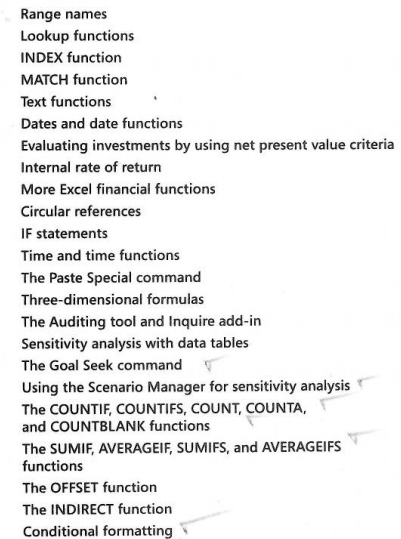 Range names
Lookup functions
INDEX function
MATCH function
Text functions
Dates and date functions
Evaluating investments by using net present value criteria
Internal rate of return
More Excel financial functions
Circular references
IF statements
Time and time functions
The Paste Special command
Three-dimensional formulas
The Auditing tool and Inquire add-in
Sensitivity analysis with data tables
The Goal Seek command
Using the Scenario Manager for sensitivity analysis
The COUNTIF, COUNTIFS, COUNT, COUNTA,
and COUNTBLANK functions
The SUMIF, AVERAGEIF, SUMIFS, and AVERAGEIFS
functions
The OFFSET function
The INDIRECT function
Conditional formatting